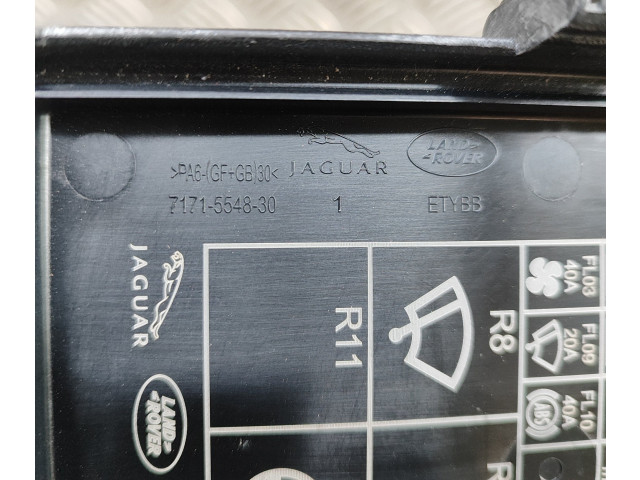 >PA6-(GF+GB)30<
JAGUAR
LAND
ROVER
7171-5548-30
1
ETYBB
JAGUAR
LAND
ROVER
R11
R8
FL03
40A
FL09
20A
FL10
40A
ABS